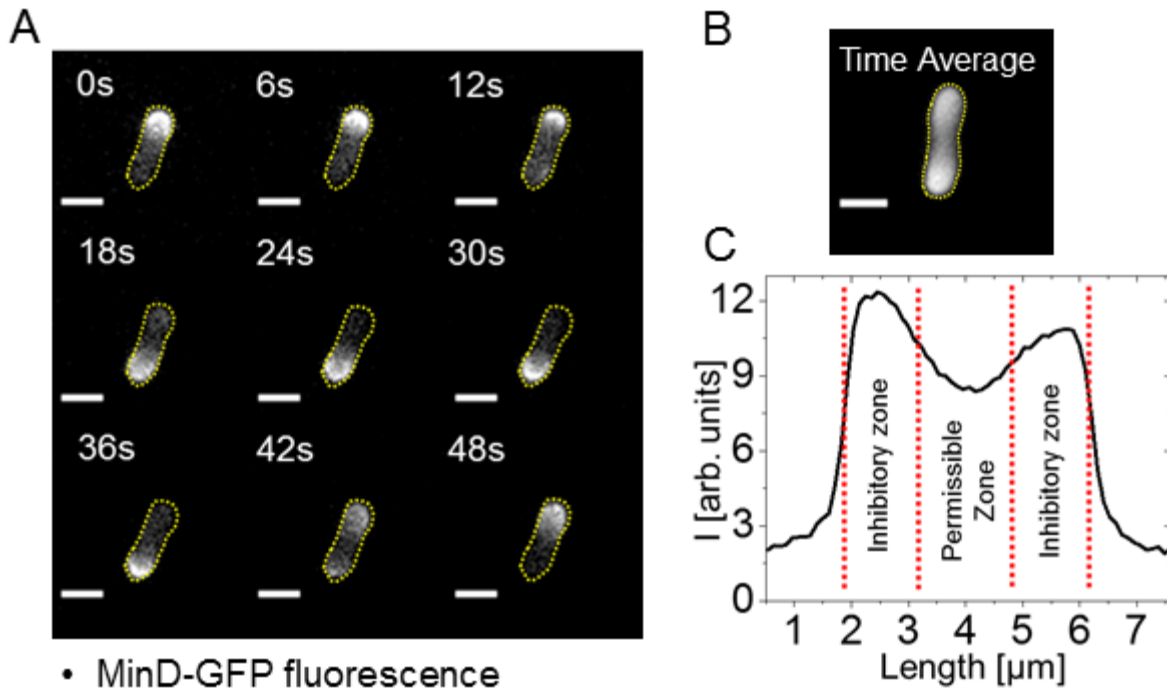 A
0s 6s 12s
18s 24s 30s
36s 42s 48s
• MinD-GFP fluorescence
B
Time Average
C
I [arb. units]
12
9
6
3
0
Inhibitory zone
Permissible
Zone
Inhibitory zone
1 2 3 4 5 6 7
Length [µm]